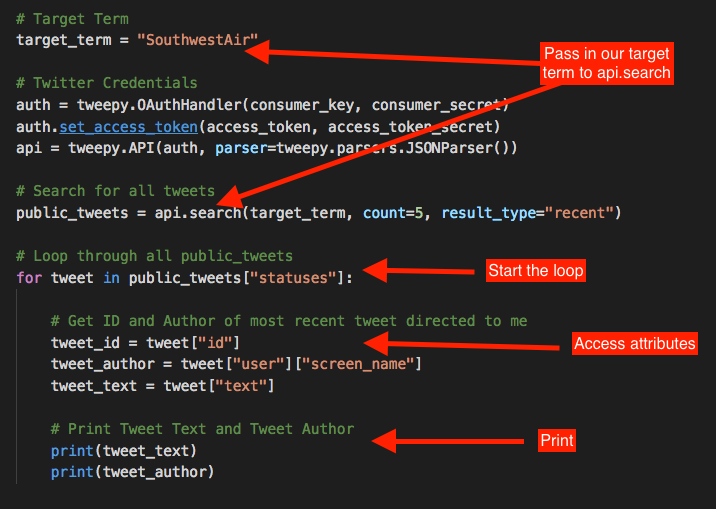 # Target Term
target_term = "SouthwestAir"
Pass in our target
term to api.search
# Twitter Credentials
auth = tweepy.OAuthHandler(consumer_key, consumer_secret)
auth.set_access_token(access_token, access_token_secret)
api = tweepy.API(auth, parser=tweepy.parsers.JSONParser())
# Search for all tweets
public_tweets = api.search(target_term, count=5, result_type="recent")
# Loop through all public_tweets
for tweet in public_tweets["statuses"]:
Start the loop
# Get ID and Author of most recent tweet directed to me
tweet_id = tweet["id"]
Access attributes
tweet_author = tweet["user"]["screen_name"]
tweet_text = tweet["text"]
# Print Tweet Text and Tweet Author
Print
print(tweet_text)
print(tweet_author)